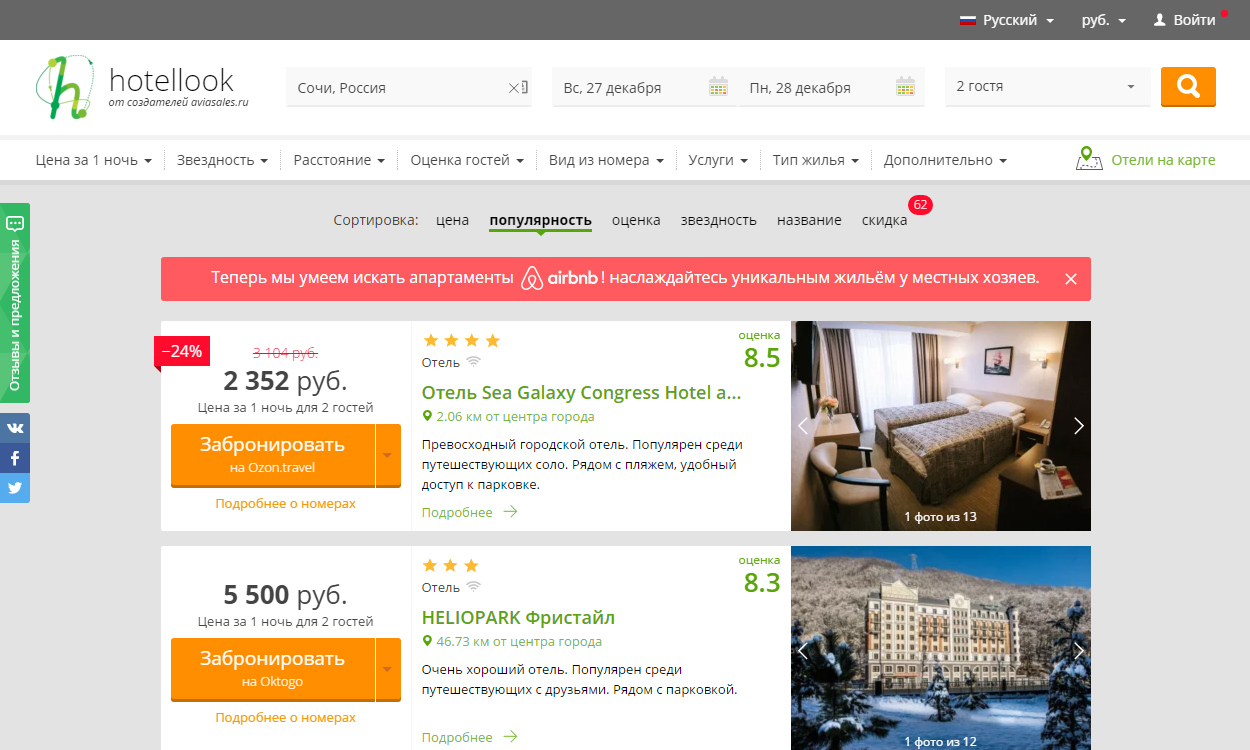 Русский
руб.
Войти
hotellook
от создателей aviasales.ru
Сочи, Россия
Вс, 27 декабря
Пн, 28 декабря
2 гостя
Цена за 1 ночь
Звездность
Расстояние
Оценка гостей
Вид из номера
Услуги
Тип жилья
Дополнительно
Отели на карте
Отзывы и предложения
Сортировка:
цена
популярность
оценка
звездность
название
скидка
62
Теперь мы умеем искать апартаменты airbnb! наслаждайтесь уникальным жильём у местных хозяев.
−24%
3 104 руб.
2 352 руб.
Цена за 1 ночь для 2 гостей
Забронировать
на Ozon.travel
Подробнее о номерах
Отель
оценка
8.5
Отель Sea Galaxy Congress Hotel a...
2.06 км от центра города
Превосходный городской отель. Популярен среди
путешествующих соло. Рядом с пляжем, удобный
доступ к парковке.
Подробнее
1 фото из 13
5 500 руб.
Цена за 1 ночь для 2 гостей
Забронировать
на Oktogo
Подробнее о номерах
Отель
оценка
8.3
HELIOPARK Фристайл
46.73 км от центра города
Очень хороший отель. Популярен среди
путешествующих с друзьями. Рядом с парковкой.
Подробнее
1 фото из 12